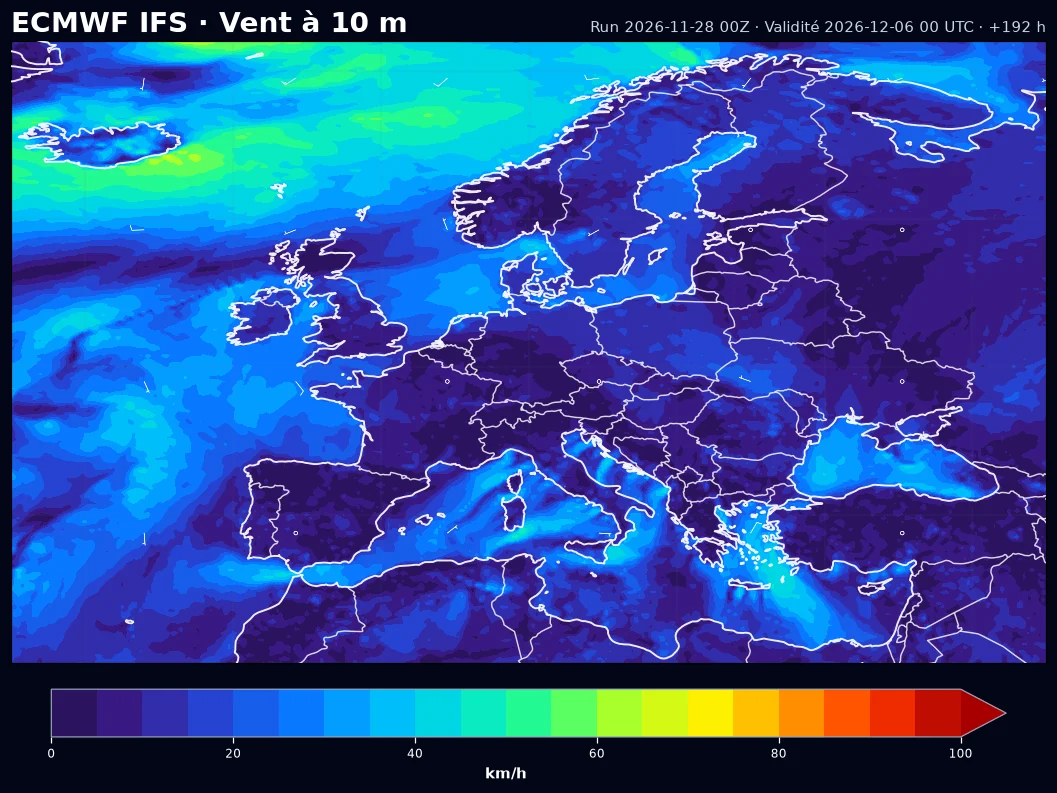 ECMWF IFS · Vent à 10 m
Run 2026-11-28 00Z · Validité 2026-12-06 00 UTC · +192 h
0 20 40 60 80 100
km/h